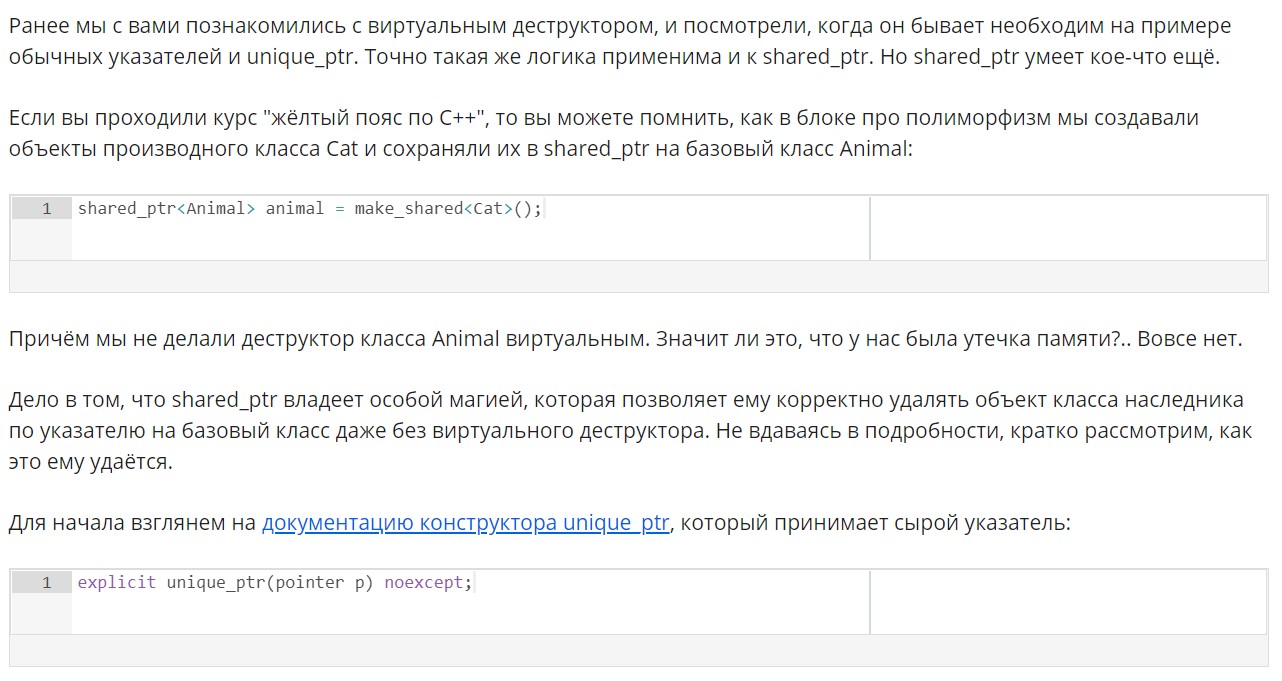 Ранее мы с вами познакомились с виртуальным деструктором, и посмотрели, когда он бывает необходим на примере
обычных указателей и unique_ptr. Точно такая же логика применима и к shared_ptr. Но shared_ptr умеет кое-что ещё.
Если вы проходили курс "жёлтый пояс по C++", то вы можете помнить, как в блоке про полиморфизм мы создавали
объекты производного класса Cat и сохраняли их в shared_ptr на базовый класс Animal:
1 shared_ptr<Animal> animal = make_shared<Cat>();
Причём мы не делали деструктор класса Animal виртуальным. Значит ли это, что у нас была утечка памяти?.. Вовсе нет.
Дело в том, что shared_ptr владеет особой магией, которая позволяет ему корректно удалять объект класса наследника
по указателю на базовый класс даже без виртуального деструктора. Не вдаваясь в подробности, кратко рассмотрим, как
это ему удаётся.
Для начала взглянем на документацию конструктора unique_ptr, который принимает сырой указатель:
1 explicit unique_ptr(pointer p) noexcept;